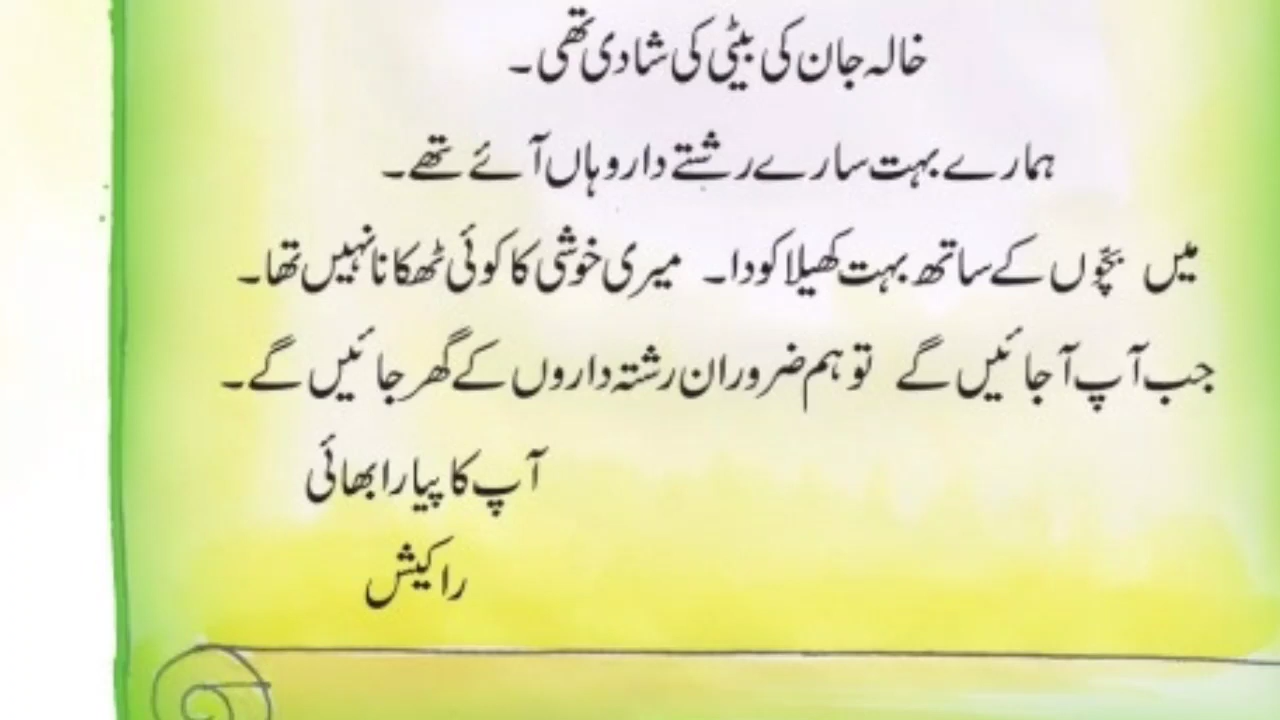 خالہ جان کی بیٹی کی شادی تھی۔
ہمارے بہت سارے رشتے دار وہاں آئے تھے۔
میں بچّوں کے ساتھ بہت کھیلا کودا۔ میری خوشی کا کوئی ٹھکانا نہیں تھا۔
جب آپ آ جائیں گے تو ہم ضرور ان رشتہ داروں کے گھر جائیں گے۔
آپ کا پیارا بھائی
راکیش